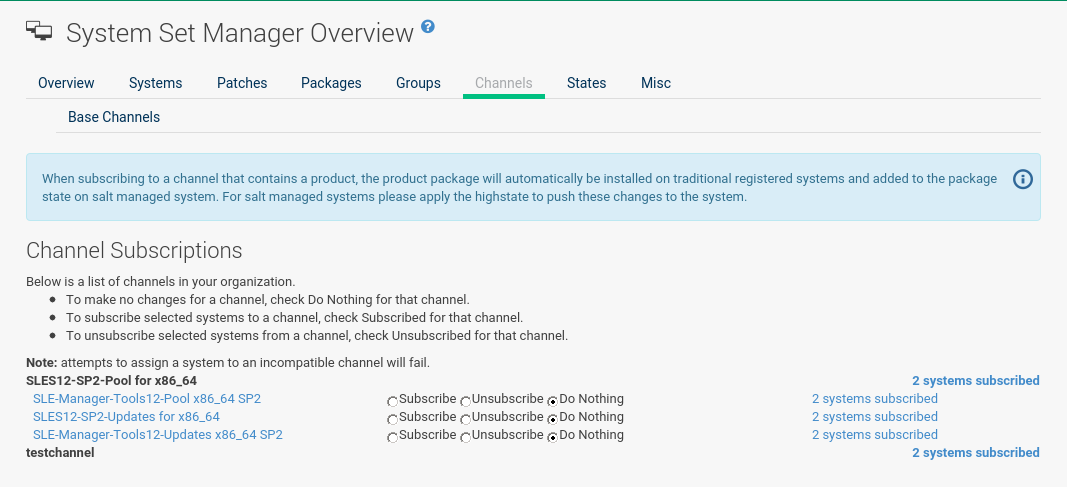 System Set Manager Overview ?
Overview Systems Patches Packages Groups Channels States Misc
Base Channels
When subscribing to a channel that contains a product, the product package will automatically be installed on traditional registered systems and added to the package
state on salt managed system. For salt managed systems please apply the highstate to push these changes to the system.
Channel Subscriptions
Below is a list of channels in your organization.
• To make no changes for a channel, check Do Nothing for that channel.
• To subscribe selected systems to a channel, check Subscribed for that channel.
• To unsubscribe selected systems from a channel, check Unsubscribed for that channel.
Note: attempts to assign a system to an incompatible channel will fail.
SLES12-SP2-Pool for x86_64 2 systems subscribed
SLE-Manager-Tools12-Pool x86_64 SP2 Subscribe Unsubscribe Do Nothing 2 systems subscribed
SLES12-SP2-Updates for x86_64 Subscribe Unsubscribe Do Nothing 2 systems subscribed
SLE-Manager-Tools12-Updates x86_64 SP2 Subscribe Unsubscribe Do Nothing 2 systems subscribed
testchannel 2 systems subscribed